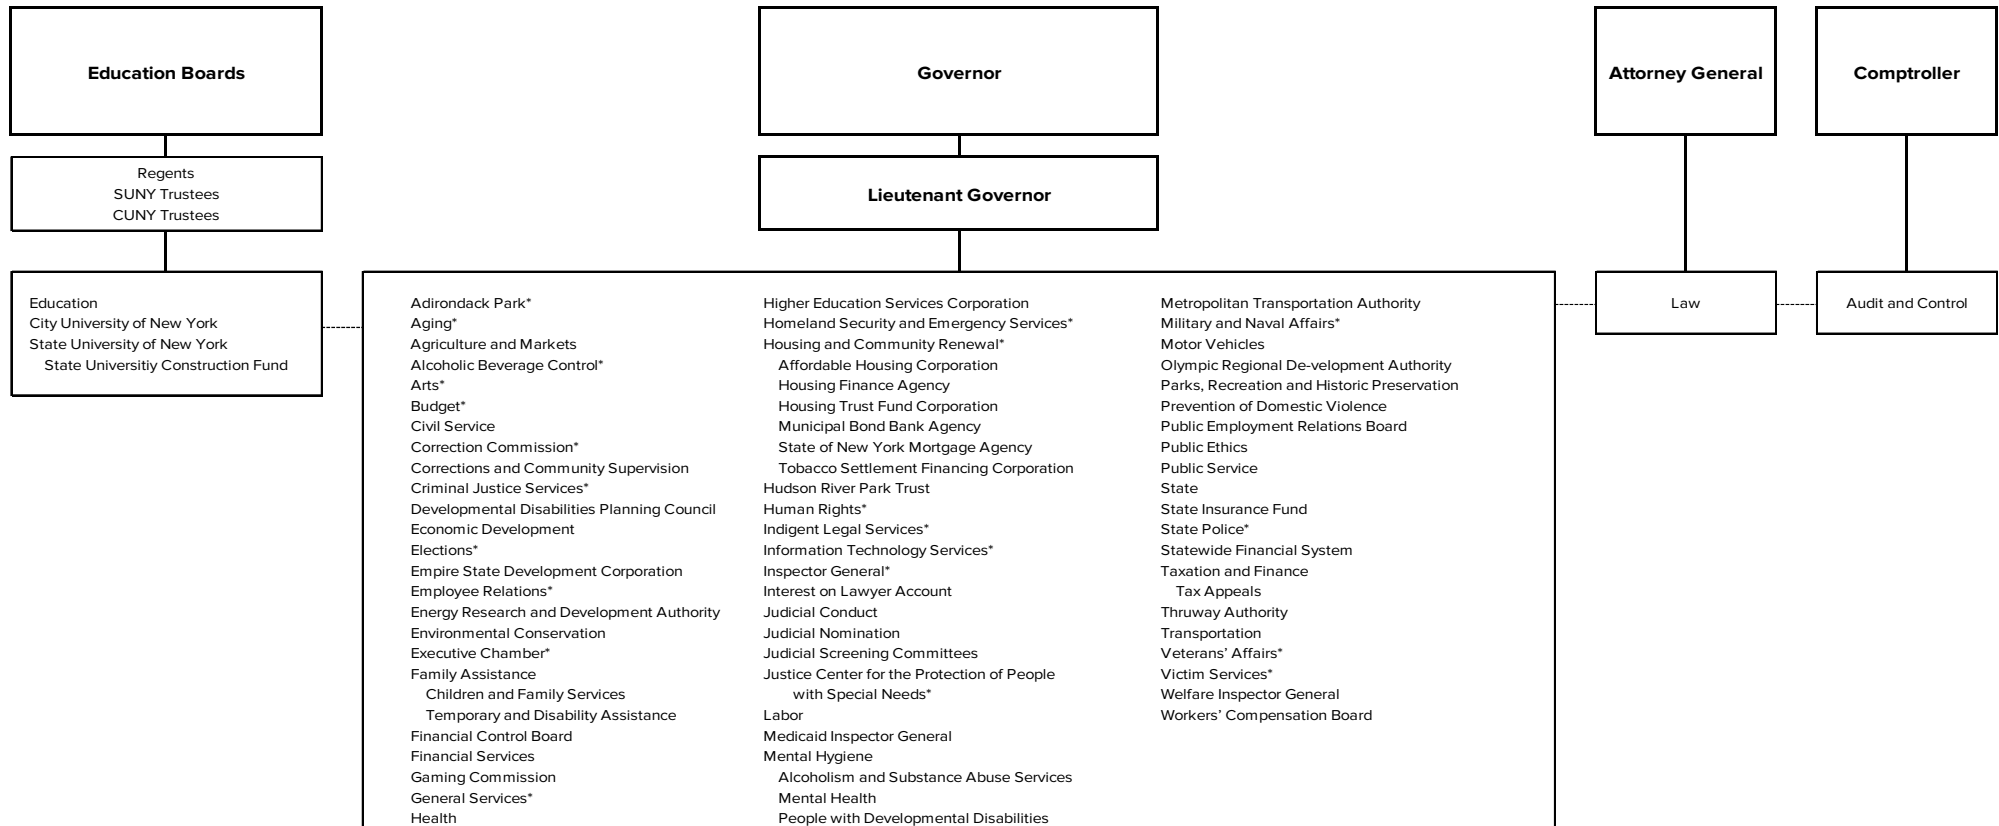 Education Boards
Governor
Attorney General
Comptroller
Regents
SUNY Trustees
CUNY Trustees
Lieutenant Governor
Education
City University of New York
State University of New York
State Universitiy Construction Fund
Adirondack Park*
Aging*
Agriculture and Markets
Alcoholic Beverage Control*
Arts*
Budget*
Civil Service
Correction Commission*
Corrections and Community Supervision
Criminal Justice Services*
Developmental Disabilities Planning Council
Economic Development
Elections*
Empire State Development Corporation
Employee Relations*
Energy Research and Development Authority
Environmental Conservation
Executive Chamber*
Family Assistance
Children and Family Services
Temporary and Disability Assistance
Financial Control Board
Financial Services
Gaming Commission
General Services*
Health
Higher Education Services Corporation
Homeland Security and Emergency Services*
Housing and Community Renewal*
Affordable Housing Corporation
Housing Finance Agency
Housing Trust Fund Corporation
Municipal Bond Bank Agency
State of New York Mortgage Agency
Tobacco Settlement Financing Corporation
Hudson River Park Trust
Human Rights*
Indigent Legal Services*
Information Technology Services*
Inspector General*
Interest on Lawyer Account
Judicial Conduct
Judicial Nomination
Judicial Screening Committees
Justice Center for the Protection of People
with Special Needs*
Labor
Medicaid Inspector General
Mental Hygiene
Alcoholism and Substance Abuse Services
Mental Health
People with Developmental Disabilities
Metropolitan Transportation Authority
Military and Naval Affairs*
Motor Vehicles
Olympic Regional De-velopment Authority
Parks, Recreation and Historic Preservation
Prevention of Domestic Violence
Public Employment Relations Board
Public Ethics
Public Service
State
State Insurance Fund
State Police*
Statewide Financial System
Taxation and Finance
Tax Appeals
Thruway Authority
Transportation
Veterans’ Affairs*
Victim Services*
Welfare Inspector General
Workers’ Compensation Board
Law
Audit and Control